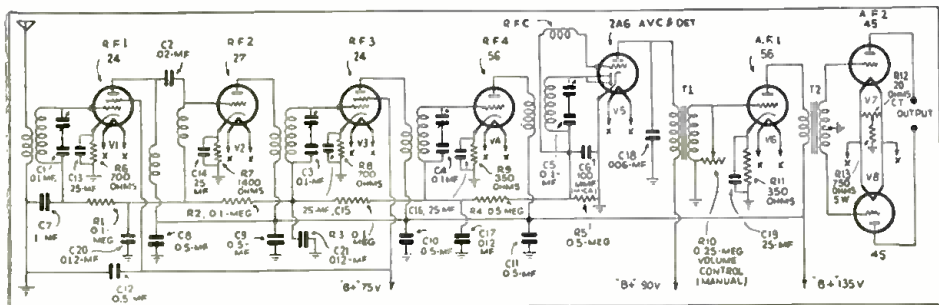 R.F.1
24
C2
.02-MF
R.F.2
27
R.F.3
24
R.F.4
56
R F C
2A6 AVC & DET
A.F.1
56
A.F.2
45
R12
20
OHMS
CT
OUTPUT
T1
T2
V1
V2
V3
V4
V5
V6
V7
V8
C1
0.1 MF
C13
.25-MF
R6
700
OHMS
C14
.25
MF
R7
1400
OHMS
C3
0.1-MF
R8
700
OHMS
C4
0.1MF
R9
350
OHMS
C5
0.1-
MF
C6
100
MMF
C18
.006-MF
R11
350
OHMS
R13
750
OHMS
5W
45
C7
1 MF
R1
0.1-
MEG
C20
.012-MF
C8
0.5-MF
R2, 0.1-MEG
C9
0.5-
MF
.25-MF, C15
R3
0.1
MEG
C21
.012-MF
C16, .25-MF
R4 0.5 MEG
C10
0.5-MF
C17
.012
MF
C11
0.5-MF
R5
0.5-MEG
R10
0.25-MEG
VOLUME
CONTROL
(MANUAL)
C19
.25-MF
C12
0.5 MF
"B+" 75V
"B+" 90V
"B+" 135V